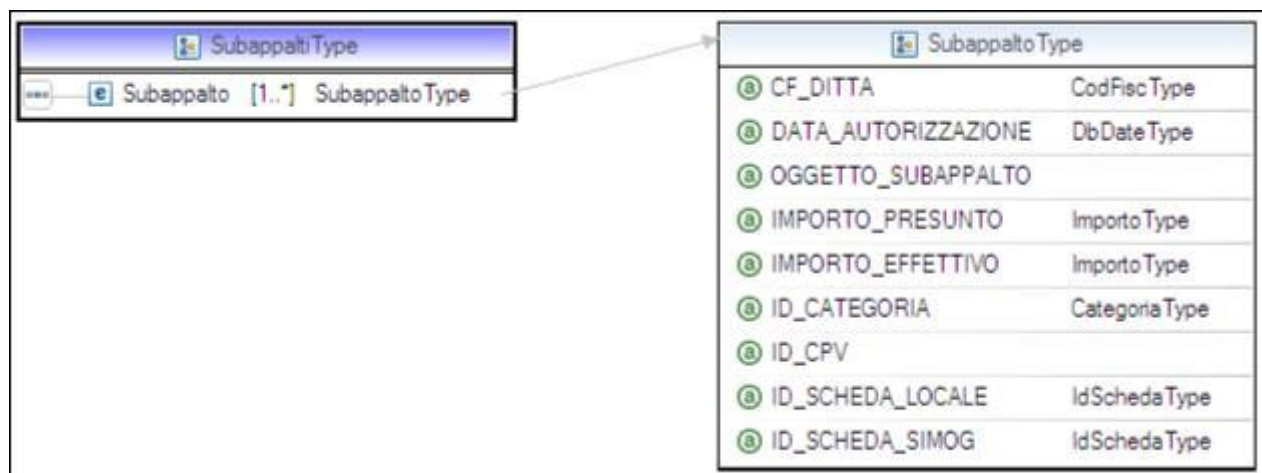 SubappaltiType
e Subappalto [1..*] SubappaltoType
SubappaltoType
a CF_DITTA CodFiscType
a DATA_AUTORIZZAZIONE DbDateType
a OGGETTO_SUBAPPALTO
a IMPORTO_PRESUNTO ImportoType
a IMPORTO_EFFETTIVO ImportoType
a ID_CATEGORIA CategoriaType
a ID_CPV
a ID_SCHEDA_LOCALE IdSchedaType
a ID_SCHEDA_SIMOG IdSchedaType